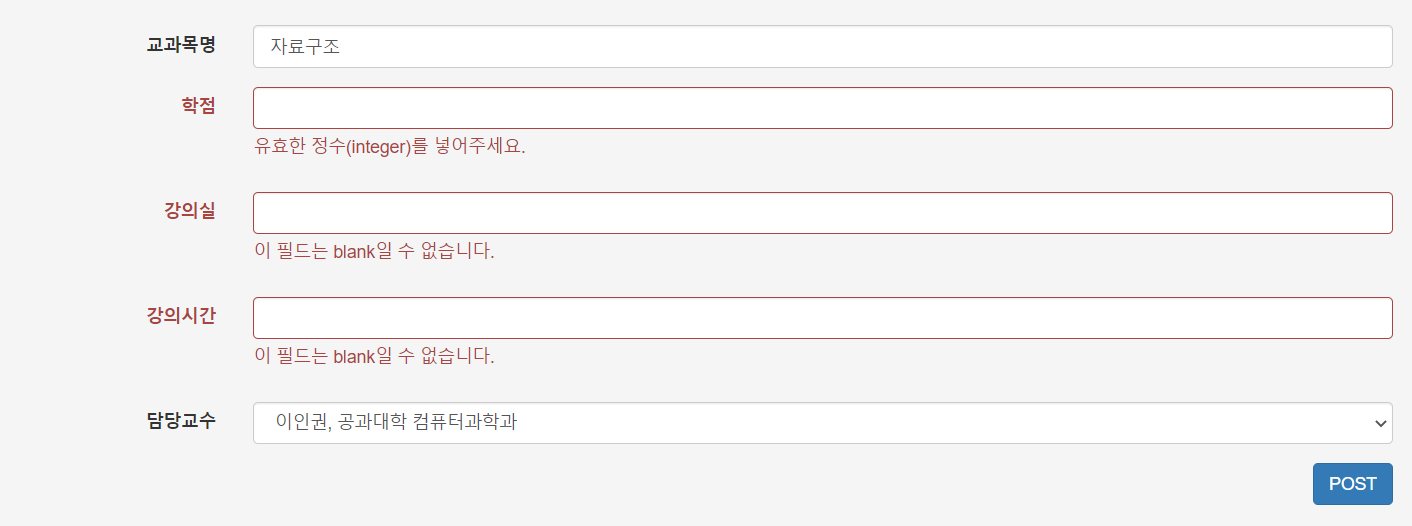 교과목명 자료구조
학점
유효한 정수(integer)를 넣어주세요.
강의실
이 필드는 blank일 수 없습니다.
강의시간
이 필드는 blank일 수 없습니다.
담당교수 이인권, 공과대학 컴퓨터과학과
POST